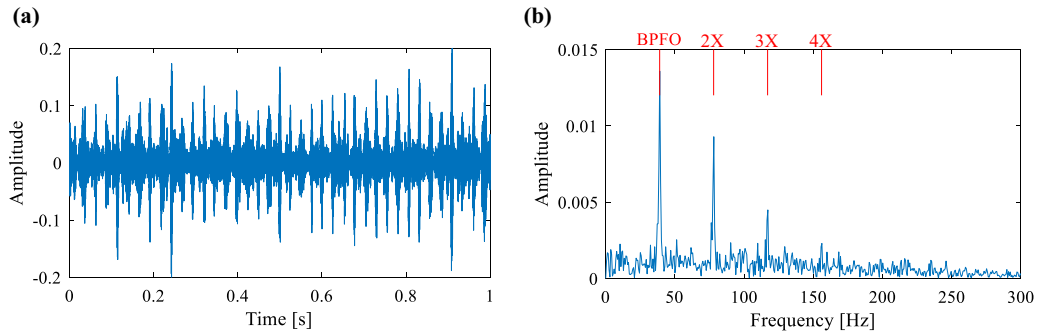 (a)
0.2
0.1
0
-0.1
-0.2
Amplitude
0 0.2 0.4 0.6 0.8 1
Time [s]
(b)
BPFO 2X 3X 4X
0.015
0.01
0.005
0
Amplitude
0 50 100 150 200 250 300
Frequency [Hz]